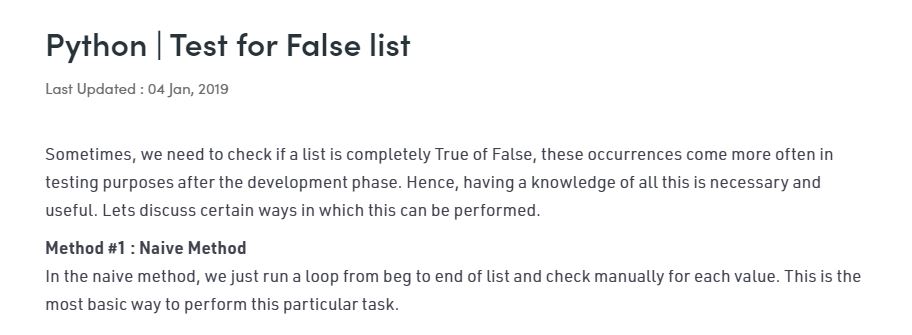 Python | Test for False list
Last Updated : 04 Jan, 2019
Sometimes, we need to check if a list is completely True of False, these occurrences come more often in
testing purposes after the development phase. Hence, having a knowledge of all this is necessary and
useful. Lets discuss certain ways in which this can be performed.
Method #1 : Naive Method
In the naive method, we just run a loop from beg to end of list and check manually for each value. This is the
most basic way to perform this particular task.